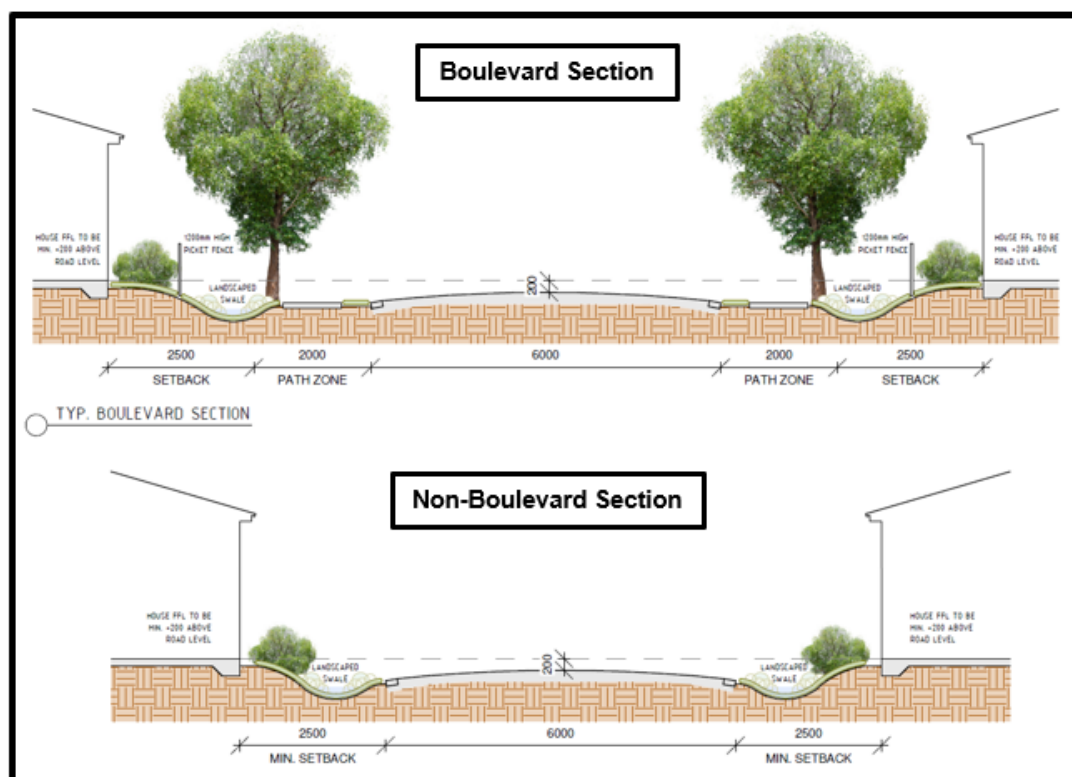 Boulevard Section
HOUSE FFL TO BE
MIN. +200 ABOVE
ROAD LEVEL
1200mm HIGH
PICKET FENCE
LANDSCAPED
SWALE
200
LANDSCAPED
SWALE
1200mm HIGH
PICKET FENCE
HOUSE FFL TO BE
MIN. +200 ABOVE
ROAD LEVEL
2500
2000
6000
2000
2500
SETBACK
PATH ZONE
PATH ZONE
SETBACK
TYP. BOULEVARD SECTION
Non-Boulevard Section
HOUSE FFL TO BE
MIN. +200 ABOVE
ROAD LEVEL
LANDSCAPED
SWALE
200
LANDSCAPED
SWALE
HOUSE FFL TO BE
MIN. +200 ABOVE
ROAD LEVEL
2500
6000
2500
MIN. SETBACK
MIN. SETBACK